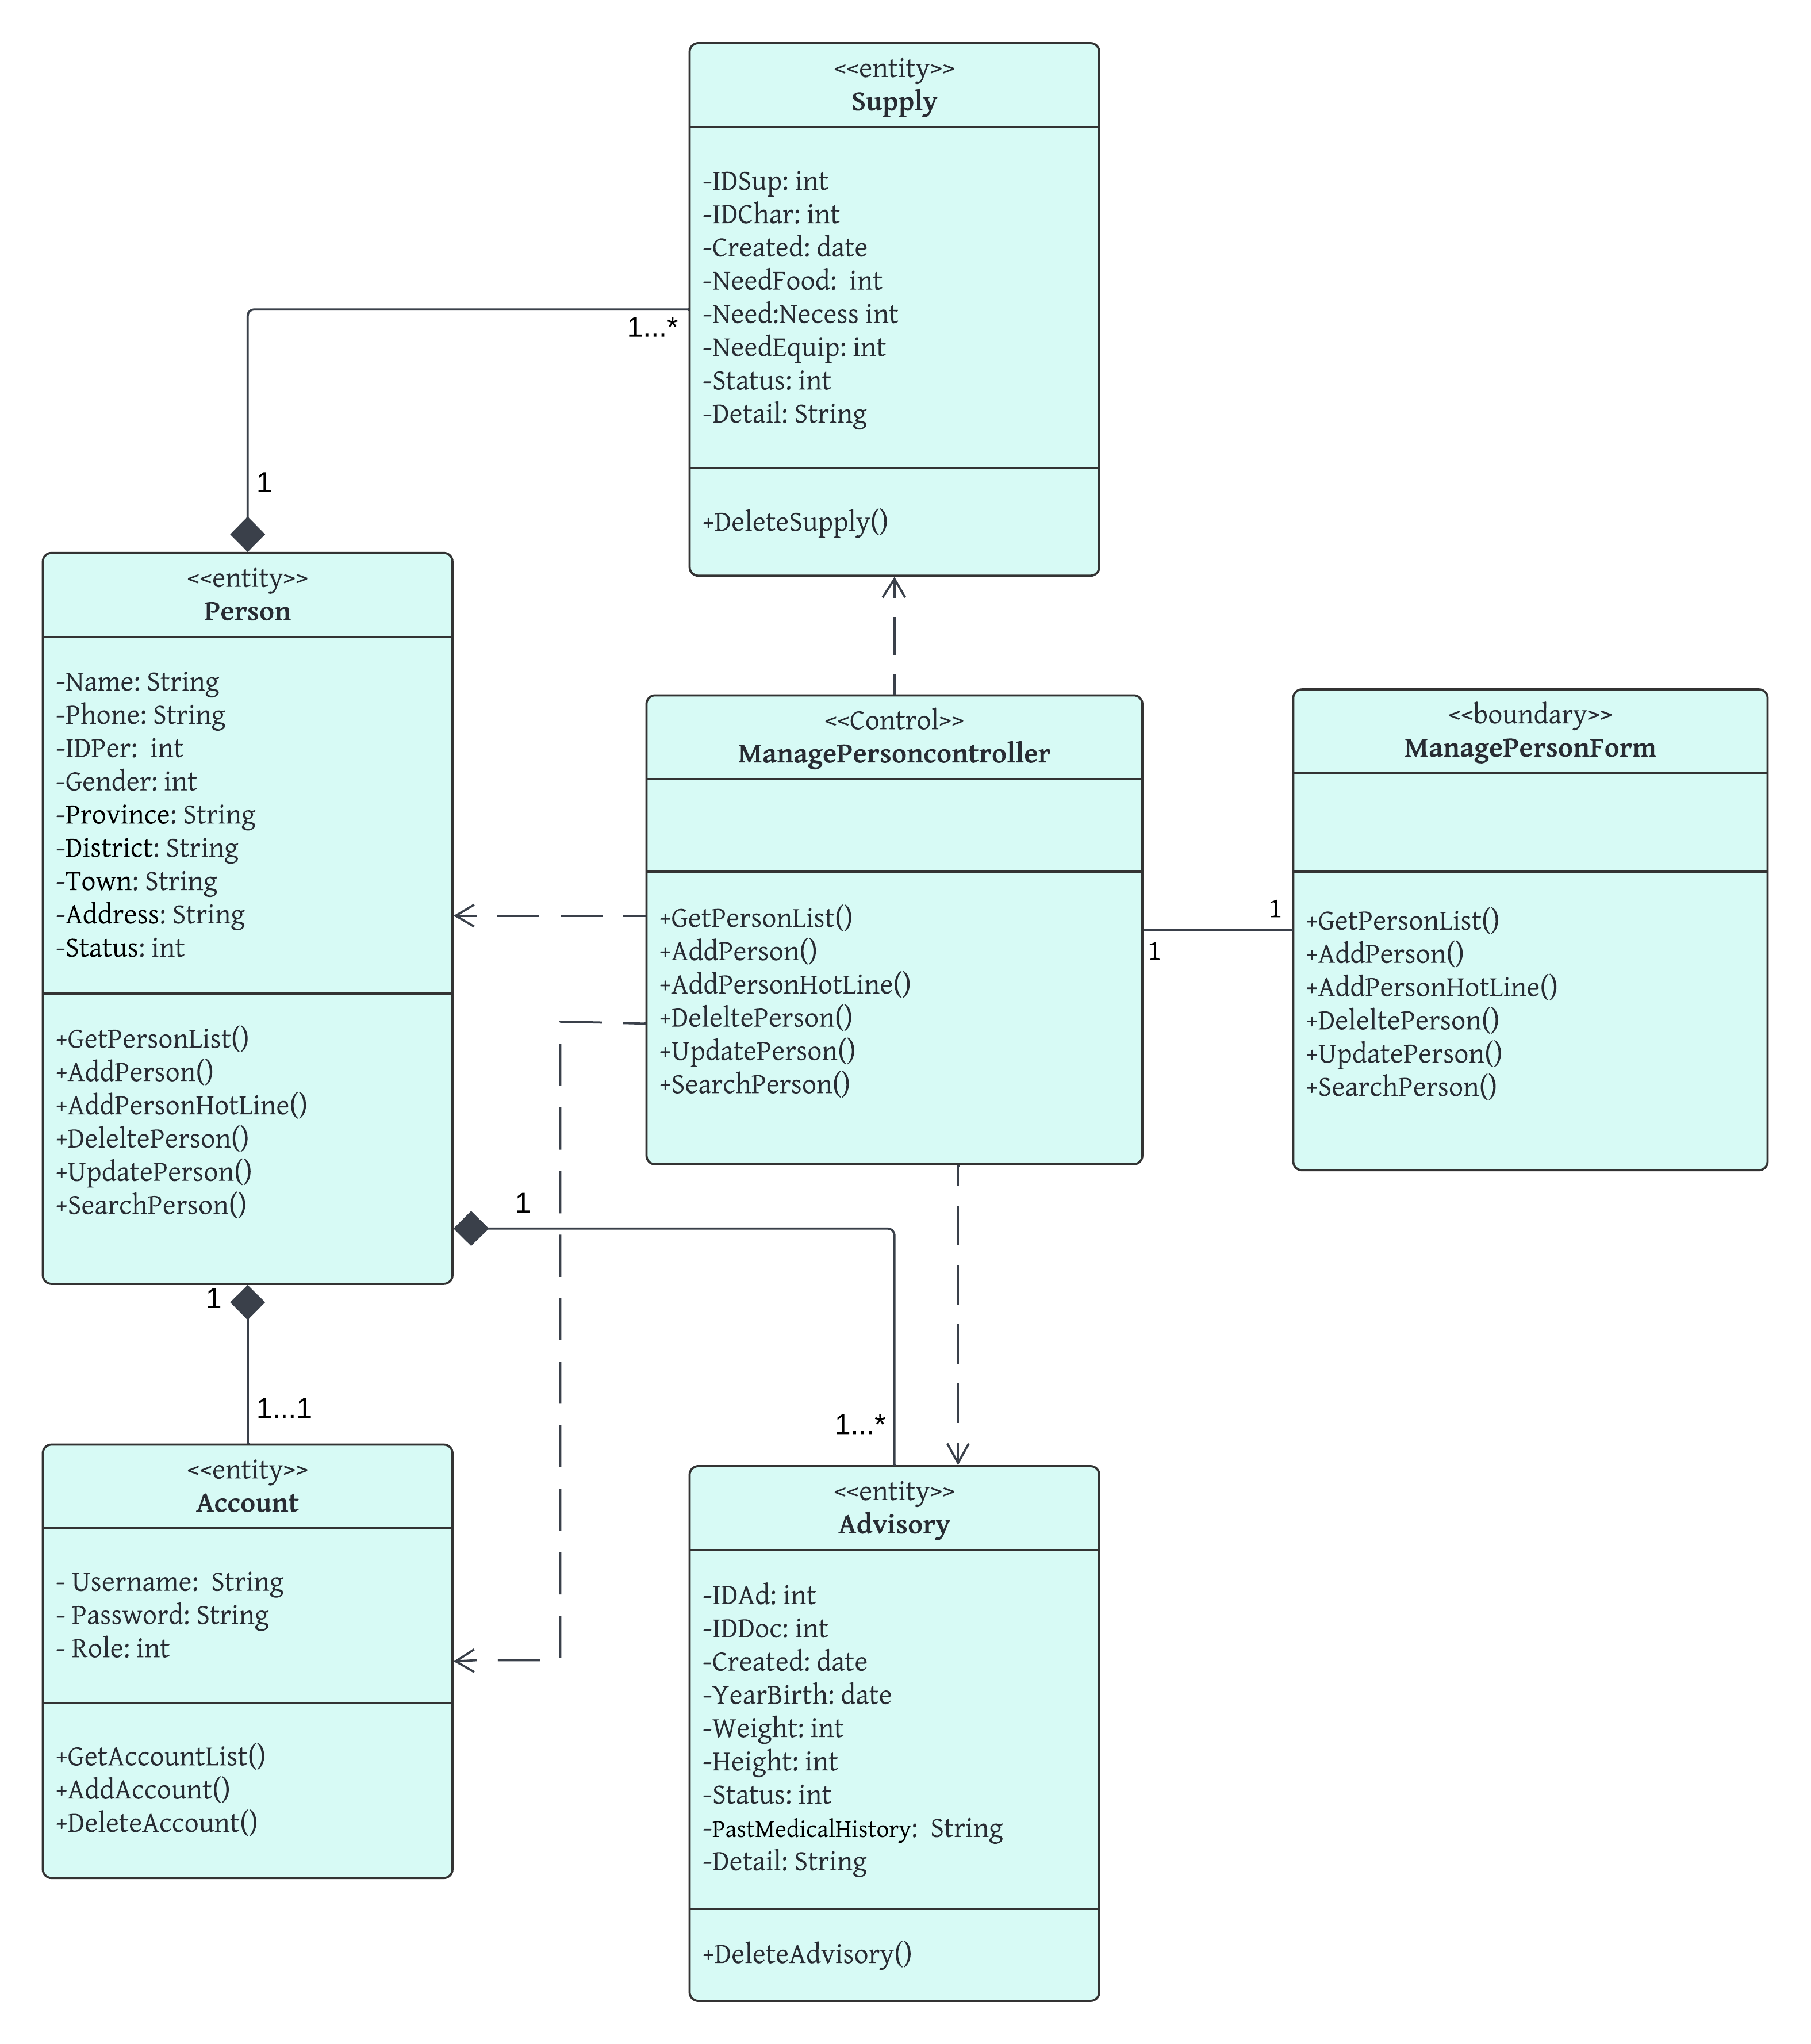 <<entity>>
Supply
-IDSup: int
-IDChar: int
-Created: date
-NeedFood:  int
-Need:Necess int
-NeedEquip: int
-Status: int
-Detail: String
+DeleteSupply()
1...*
1
<<entity>>
Person
-Name: String
-Phone: String
-IDPer:  int
-Gender: int
-Province: String
-District: String
-Town: String
-Address: String
-Status: int
+GetPersonList()
+AddPerson()
+AddPersonHotLine()
+DeleltePerson()
+UpdatePerson()
+SearchPerson()
<<Control>>
ManagePersoncontroller
+GetPersonList()
+AddPerson()
+AddPersonHotLine()
+DeleltePerson()
+UpdatePerson()
+SearchPerson()
1
1
<<boundary>>
ManagePersonForm
+GetPersonList()
+AddPerson()
+AddPersonHotLine()
+DeleltePerson()
+UpdatePerson()
+SearchPerson()
1
1
1...1
1...*
<<entity>>
Account
- Username:  String
- Password: String
- Role: int
+GetAccountList()
+AddAccount()
+DeleteAccount()
<<entity>>
Advisory
-IDAd: int
-IDDoc: int
-Created: date
-YearBirth: date
-Weight: int
-Height: int
-Status: int
-PastMedicalHistory:  String
-Detail: String
+DeleteAdvisory()